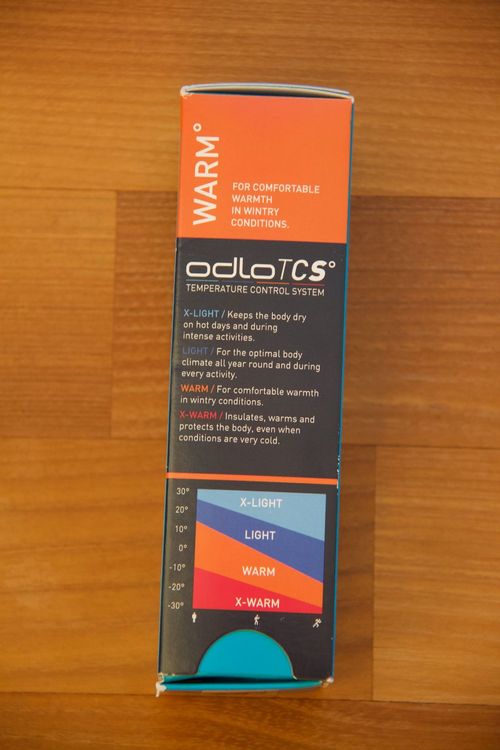 WARM°
FOR COMFORTABLE
WARMTH
IN WINTRY
CONDITIONS.
odlo TCS°
TEMPERATURE CONTROL SYSTEM
X-LIGHT / Keeps the body dry
on hot days and during
intense activities.
LIGHT / For the optimal body
climate all year round and during
every activity.
WARM / For comfortable warmth
in wintry conditions.
X-WARM / Insulates, warms and
protects the body, even when
conditions are very cold.
30°
20°
10°
0°
-10°
-20°
-30°
X-LIGHT
LIGHT
WARM
X-WARM